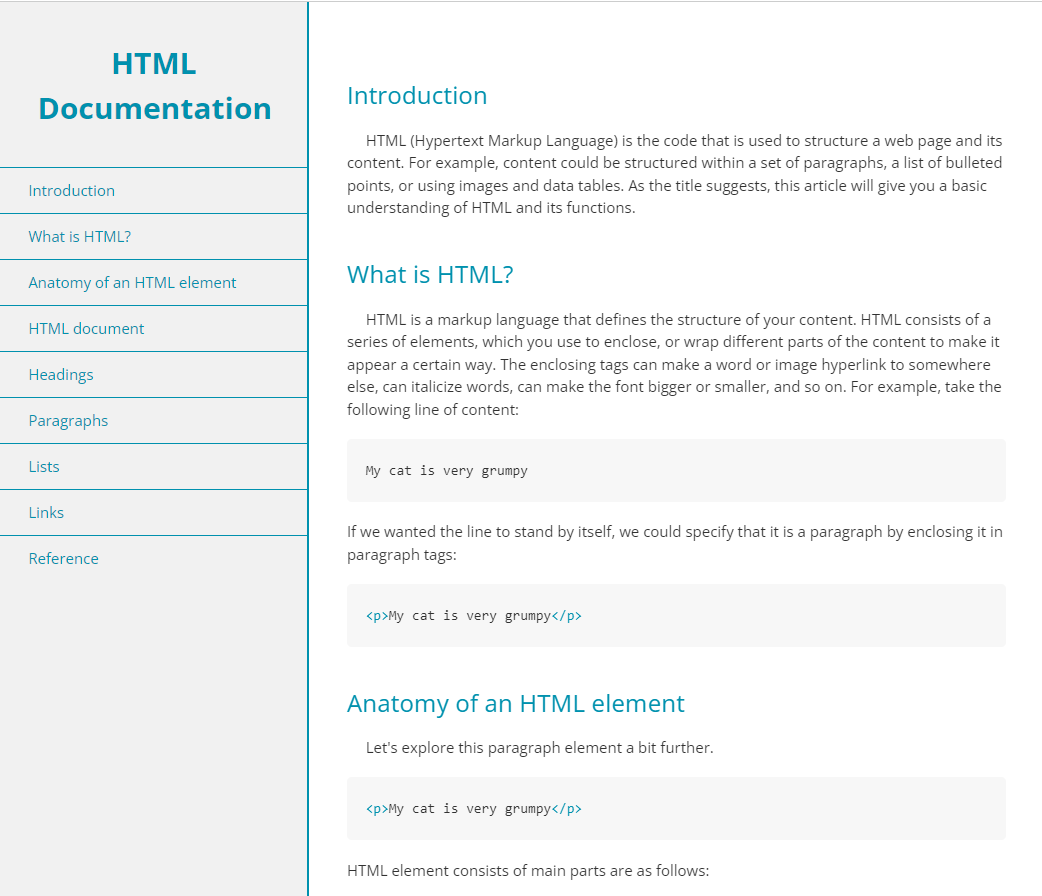 HTML
Documentation
Introduction
What is HTML?
Anatomy of an HTML element
HTML document
Headings
Paragraphs
Lists
Links
Reference
Introduction
HTML (Hypertext Markup Language) is the code that is used to structure a web page and its
content. For example, content could be structured within a set of paragraphs, a list of bulleted
points, or using images and data tables. As the title suggests, this article will give you a basic
understanding of HTML and its functions.
What is HTML?
HTML is a markup language that defines the structure of your content. HTML consists of a
series of elements, which you use to enclose, or wrap different parts of the content to make it
appear a certain way. The enclosing tags can make a word or image hyperlink to somewhere
else, can italicize words, can make the font bigger or smaller, and so on. For example, take the
following line of content:
My cat is very grumpy
If we wanted the line to stand by itself, we could specify that it is a paragraph by enclosing it in
paragraph tags:
<p>My cat is very grumpy</p>
Anatomy of an HTML element
Let's explore this paragraph element a bit further.
<p>My cat is very grumpy</p>
HTML element consists of main parts are as follows: